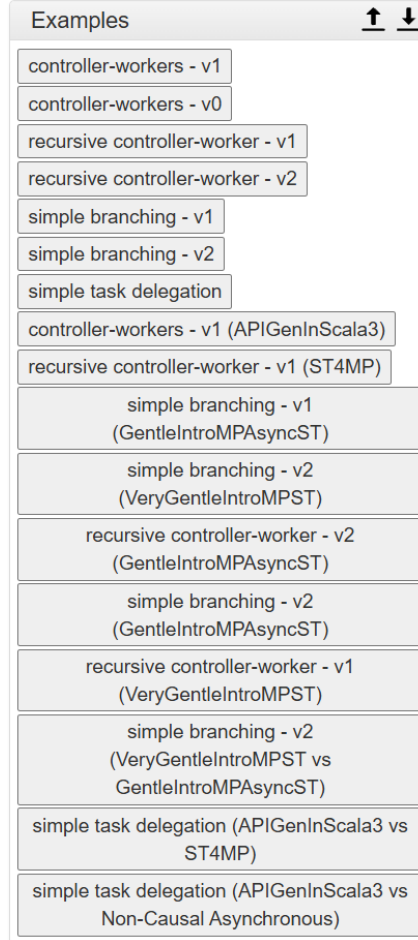 Examples
controller-workers - v1
controller-workers - v0
recursive controller-worker - v1
recursive controller-worker - v2
simple branching - v1
simple branching - v2
simple task delegation
controller-workers - v1 (APIGenInScala3)
recursive controller-worker - v1 (ST4MP)
simple branching - v1
(GentleIntroMPAsyncST)
simple branching - v2
(VeryGentleIntroMPST)
recursive controller-worker - v2
(GentleIntroMPAsyncST)
simple branching - v2
(GentleIntroMPAsyncST)
recursive controller-worker - v1
(VeryGentleIntroMPST)
simple branching - v2
(VeryGentleIntroMPST vs
GentleIntroMPAsyncST)
simple task delegation (APIGenInScala3 vs
ST4MP)
simple task delegation (APIGenInScala3 vs
Non-Causal Asynchronous)